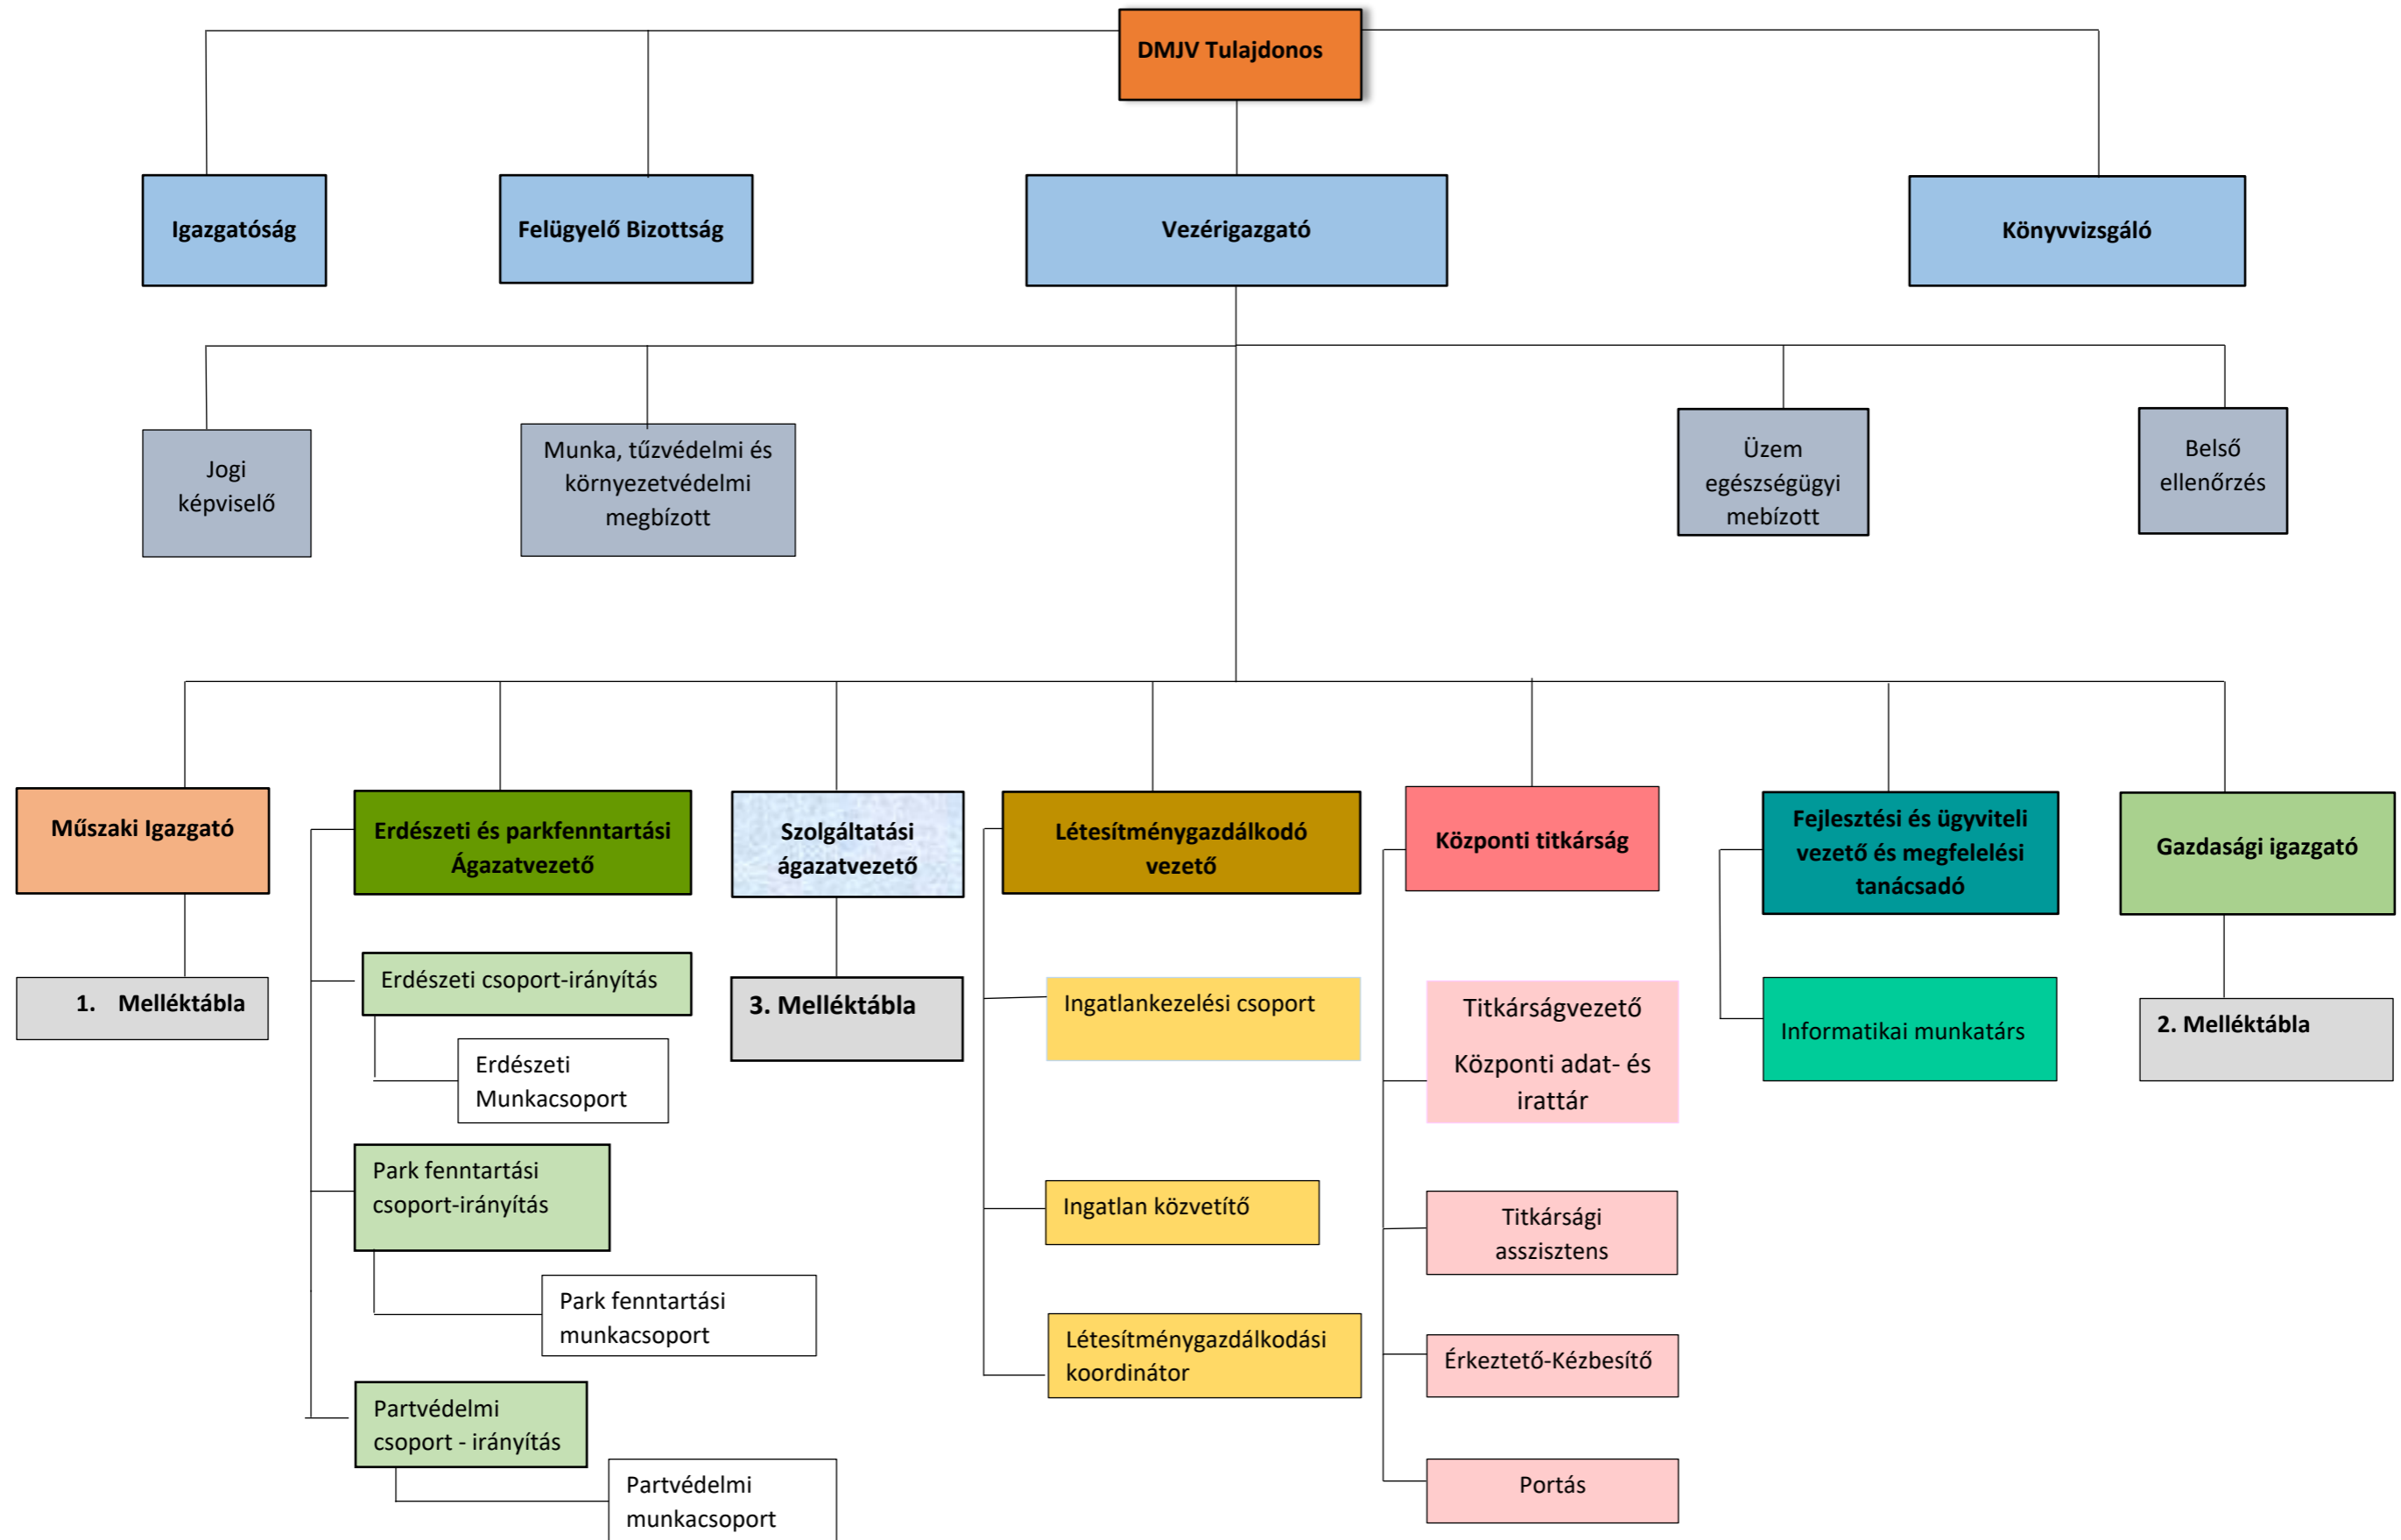 DMJV Tulajdonos
Igazgatóság
Felügyelő Bizottság
Vezérigazgató
Könyvvizsgáló
Jogi
képviselő
Munka, tűzvédelmi és
környezetvédelmi
megbízott
Üzem
egészségügyi
mebízott
Belső
ellenőrzés
Műszaki Igazgató
Erdészeti és parkfenntartási
Ágazatvezető
Szolgáltatási
ágazatvezető
Létesítménygazdálkodó
vezető
Központi titkárság
Fejlesztési és ügyviteli
vezető és megfelelési
tanácsadó
Gazdasági igazgató
1. Melléktábla
Erdészeti csoport-irányítás
Erdészeti
Munkacsoport
Park fenntartási
csoport-irányítás
Park fenntartási
munkacsoport
Partvédelmi
csoport - irányítás
Partvédelmi
munkacsoport
3. Melléktábla
Ingatlankezelési csoport
Ingatlan közvetítő
Létesítménygazdálkodási
koordinátor
Titkárságvezető
Központi adat- és
irattár
Titkársági
asszisztens
Érkeztető-Kézbesítő
Portás
Informatikai munkatárs
2. Melléktábla